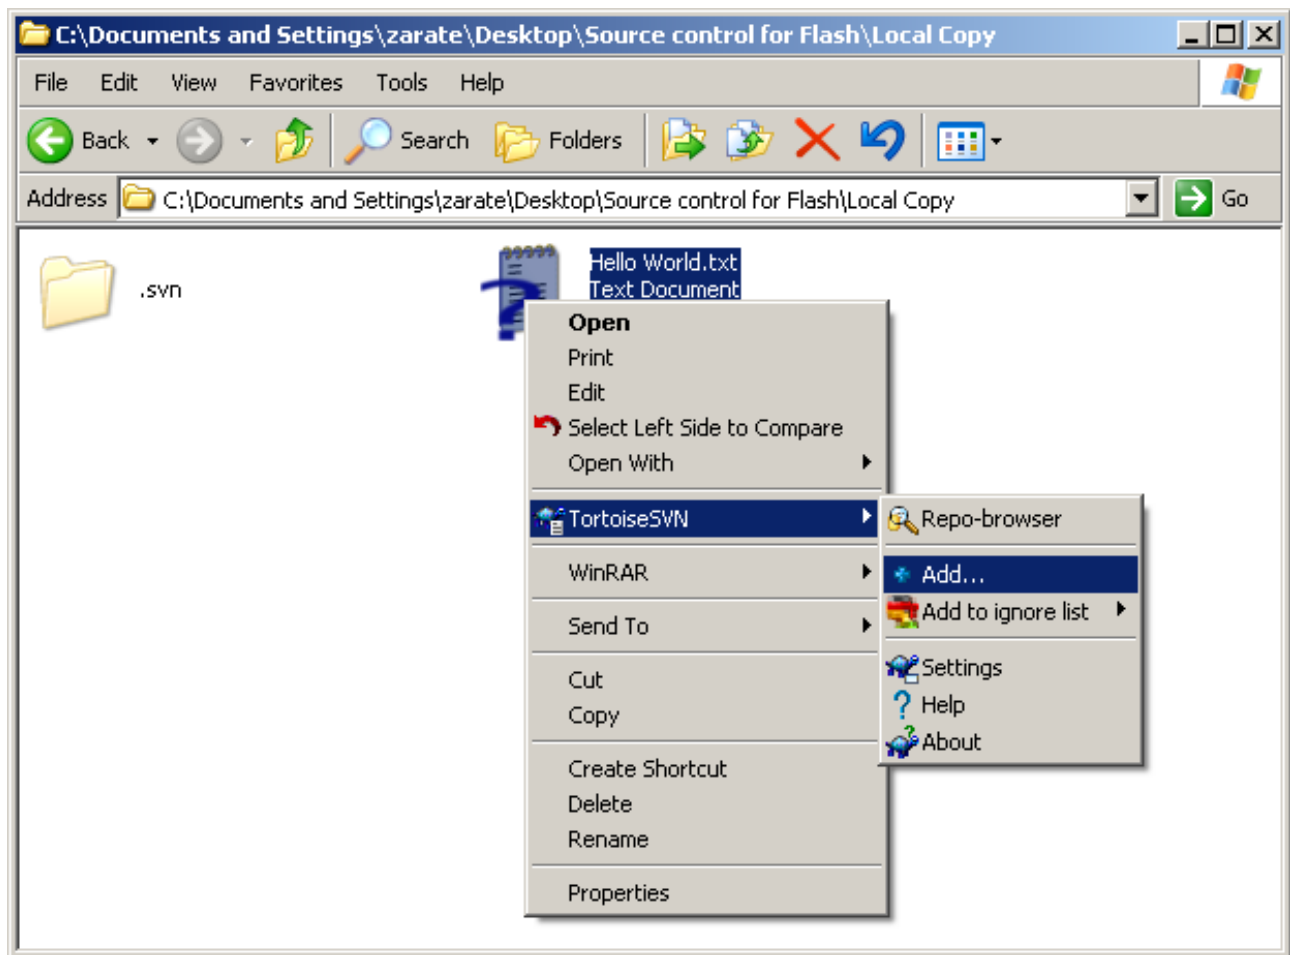 C:\Documents and Settings\zarate\Desktop\Source control for Flash\Local Copy
File Edit View Favorites Tools Help
Back Search Folders
Address C:\Documents and Settings\zarate\Desktop\Source control for Flash\Local Copy Go
.svn
Hello World.txt
Text Document
Open
Print
Edit
Select Left Side to Compare
Open With
TortoiseSVN
WinRAR
Send To
Cut
Copy
Create Shortcut
Delete
Rename
Properties
Repo-browser
Add...
Add to ignore list
Settings
Help
About